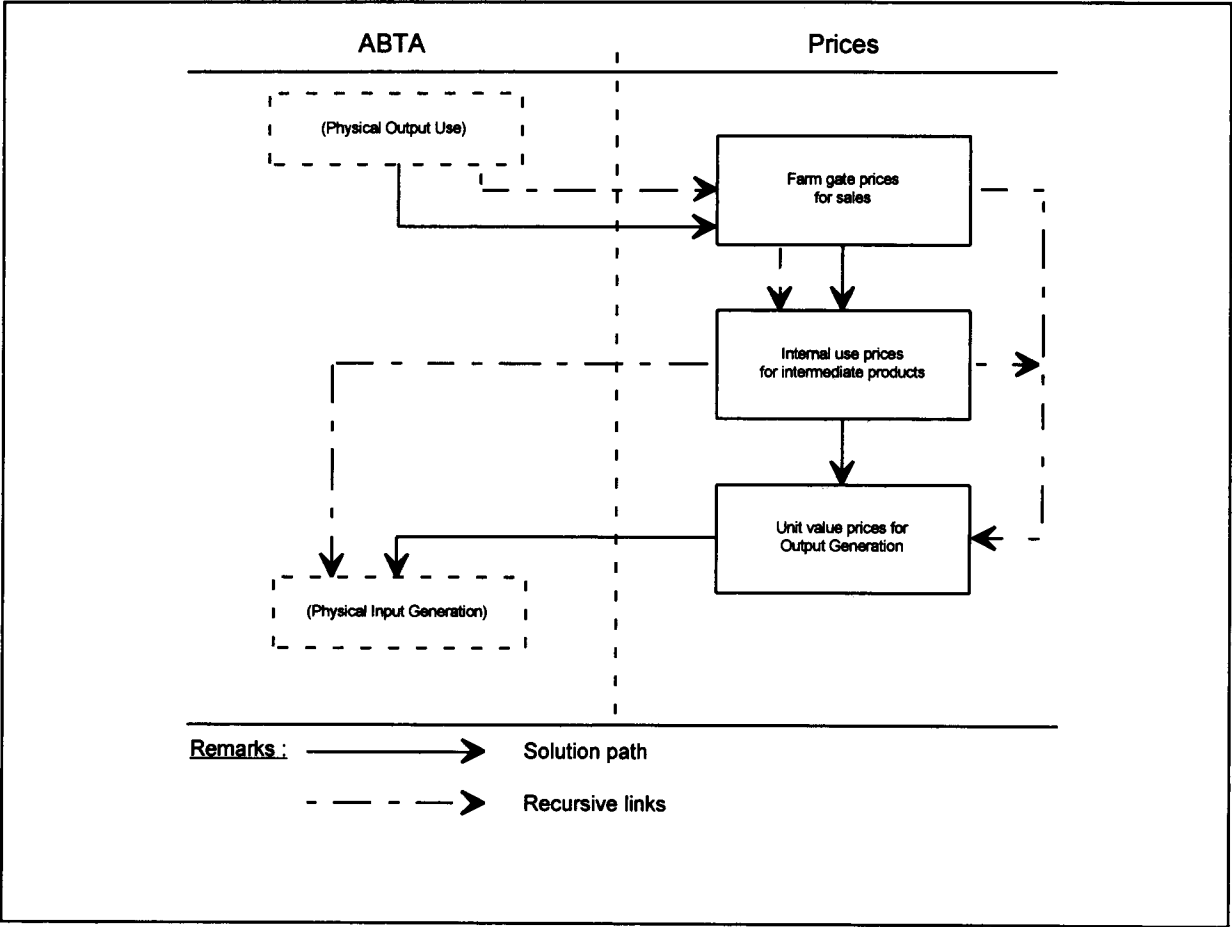 ABTA
Prices
(Physical Output Use)
Farm gate prices
for sales
Internal use prices
for intermediate products
Unit value prices for
Output Generation
(Physical Input Generation)
Remarks :
Solution path
Recursive links